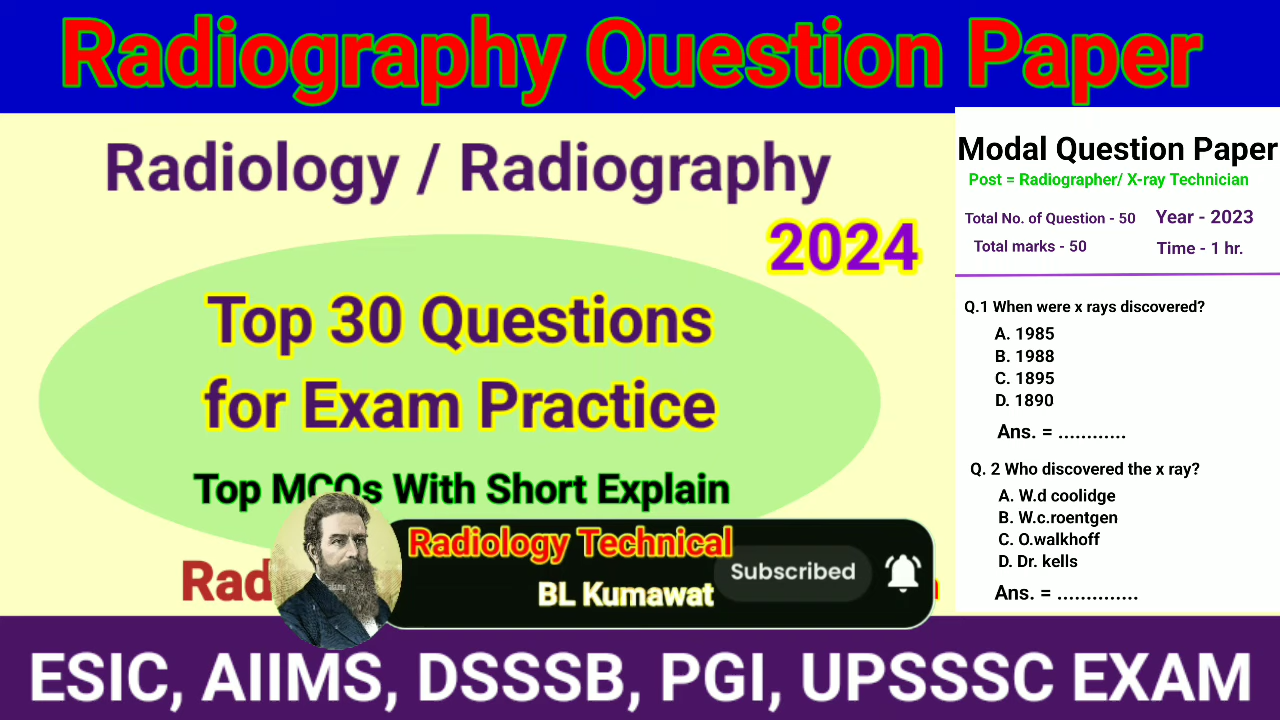 Radiography Question Paper
Radiology / Radiography
2024
Top 30 Questions
for Exam Practice
Top MCQs With Short Explain
Radiology Technical
BL Kumawat
Subscribed
Modal Question Paper
Post = Radiographer/ X-ray Technician
Total No. of Question - 50 Year - 2023
Total marks - 50 Time - 1 hr.
Q.1 When were x rays discovered?
A. 1985
B. 1988
C. 1895
D. 1890
Ans. = ............
Q. 2 Who discovered the x ray?
A. W.d coolidge
B. W.c.roentgen
C. O.walkhoff
D. Dr. kells
Ans. = ..............
ESIC, AIIMS, DSSSB, PGI, UPSSSC EXAM